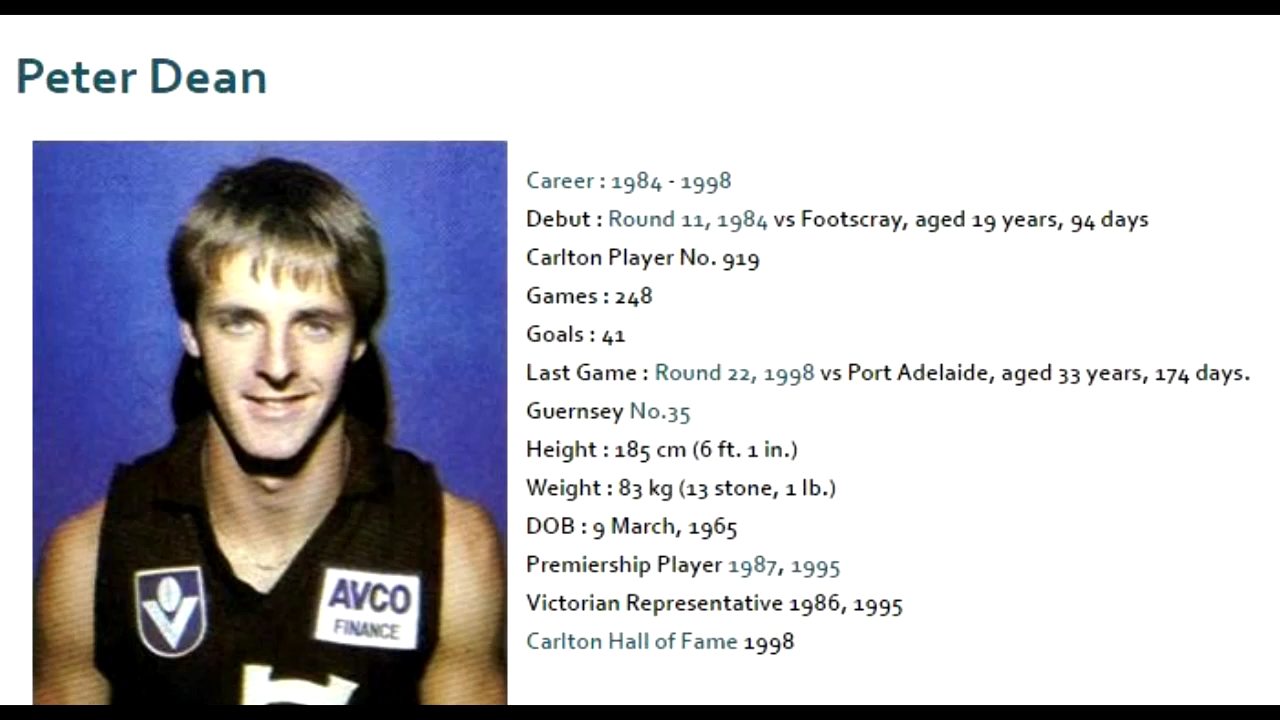 Peter Dean
Career : 1984 - 1998
Debut : Round 11, 1984 vs Footscray, aged 19 years, 94 days
Carlton Player No. 919
Games : 248
Goals : 41
Last Game : Round 22, 1998 vs Port Adelaide, aged 33 years, 174 days.
Guernsey No.35
Height : 185 cm (6 ft. 1 in.)
Weight : 83 kg (13 stone, 1 lb.)
DOB : 9 March, 1965
Premiership Player 1987, 1995
Victorian Representative 1986, 1995
Carlton Hall of Fame 1998
AVCO
FINANCE